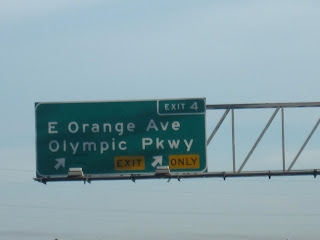 EXIT 4
E Orange Ave
Olympic Pkwy
EXIT ONLY